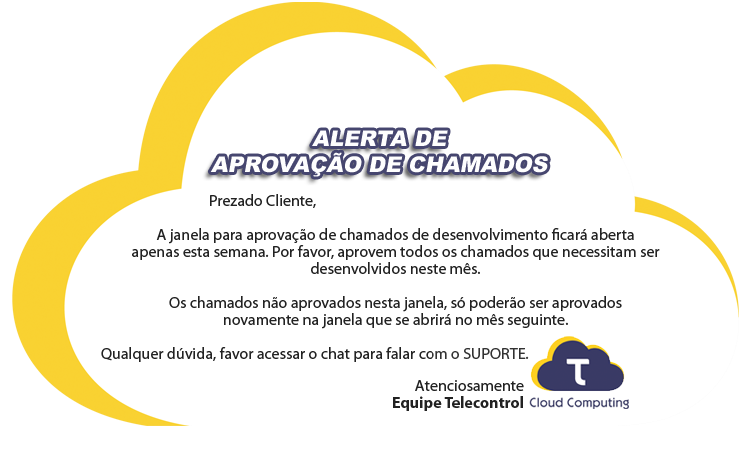 ALERTA DE
APROVAÇÃO DE CHAMADOS
Prezado Cliente,
A janela para aprovação de chamados de desenvolvimento ficará aberta
apenas esta semana. Por favor, aprovem todos os chamados que necessitam ser
desenvolvidos neste mês.
Os chamados não aprovados nesta janela, só poderão ser aprovados
novamente na janela que se abrirá no mês seguinte.
Qualquer dúvida, favor acessar o chat para falar com o SUPORTE.
Atenciosamente
Equipe Telecontrol
T
Cloud Computing